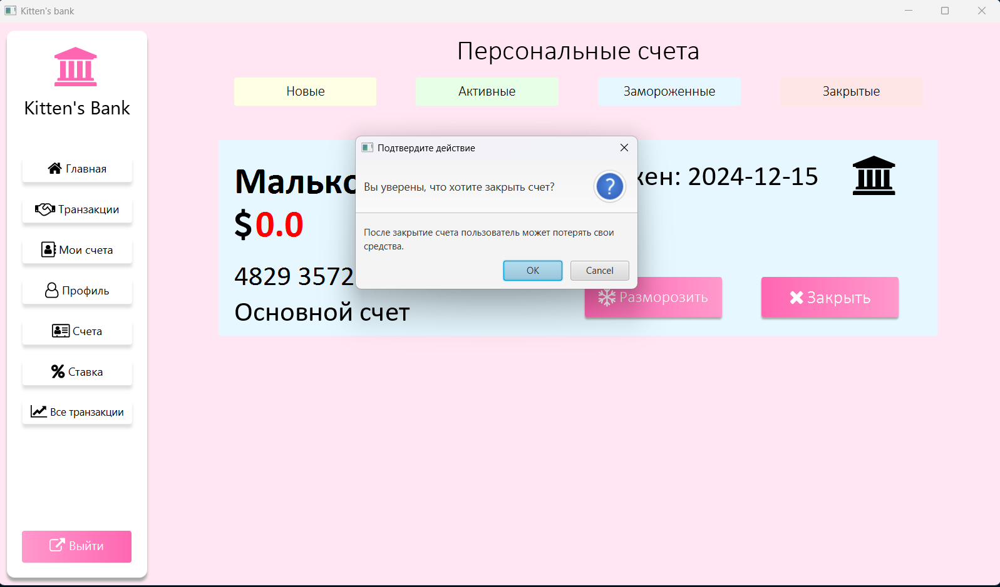 Kitten's bank
Kitten's Bank
Главная
Транзакции
Мои счета
Профиль
Счета
Ставка
Все транзакции
Выйти
Персональные счета
Новые
Активные
Замороженные
Закрытые
2024-12-15
$0.0
4829 3572
Основной счет
Разморозить
Закрыть
Подтвердите действие
Вы уверены, что хотите закрыть счет?
После закрытие счета пользователь может потерять свои
средства.
OK
Cancel